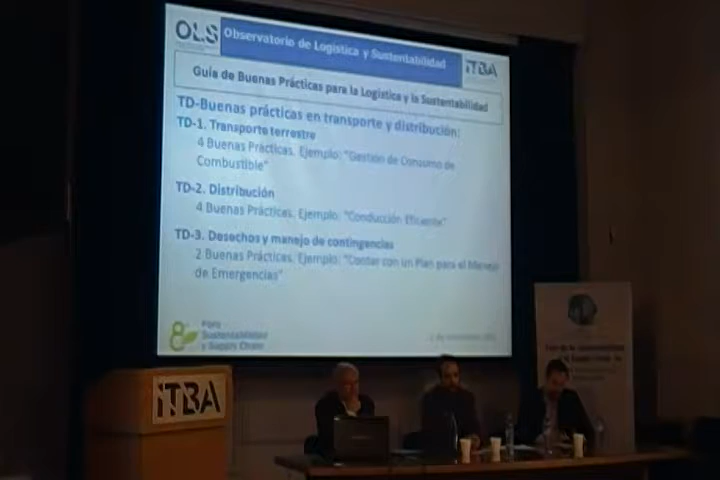 OLS Observatorio de Logística y Sustentabilidad iTBA
Guía de Buenas Prácticas para la Logística y la Sustentabilidad
TD-Buenas prácticas en transporte y distribución:
TD-1. Transporte terrestre
4 Buenas Prácticas. Ejemplo: "Gestión de Consumo de
Combustible"
TD-2. Distribución
4 Buenas Prácticas. Ejemplo: "Conducción Eficiente"
TD-3. Desechos y manejo de contingencias
2 Buenas Prácticas. Ejemplo: "Contar con un Plan para el Manejo
de Emergencias"
8º Foro
Sustentabilidad
y Supply Chain
iTBA